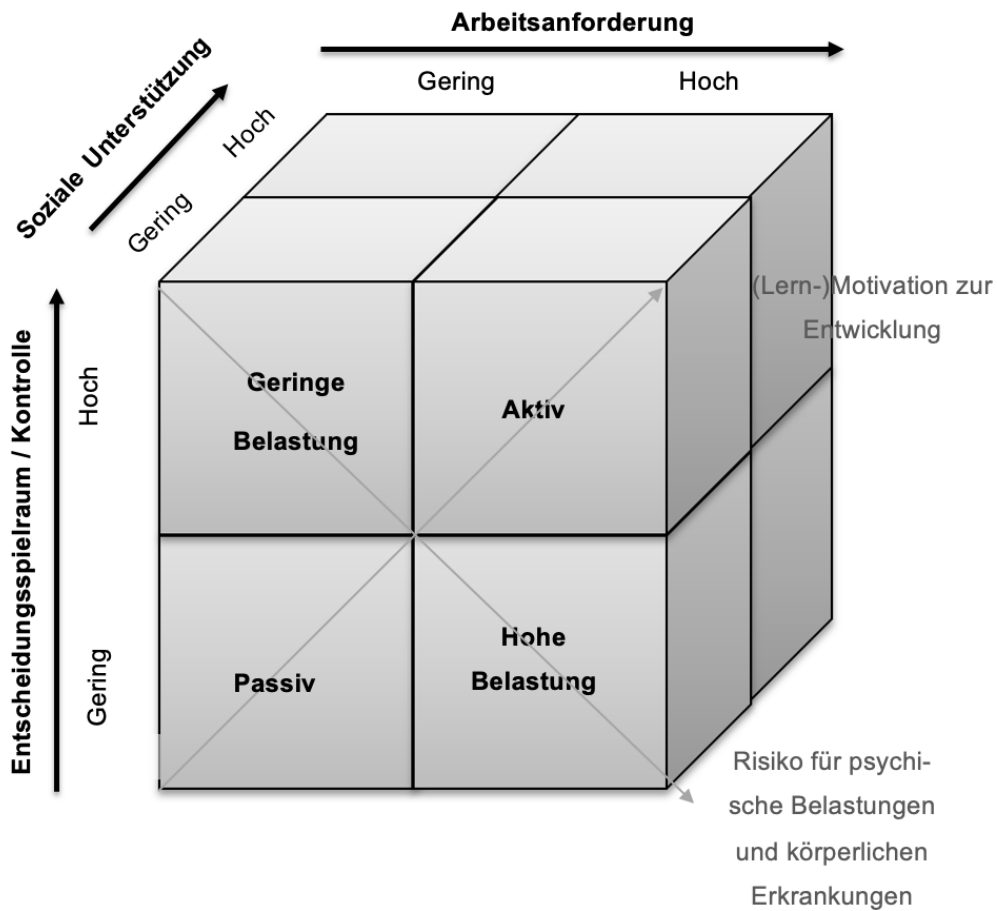 Arbeitsanforderung
Gering
Hoch
Soziale Unterstützung
Hoch
Gering
Entscheidungsspielraum / Kontrolle
Hoch
Gering
Geringe
Belastung
Aktiv
Passiv
Hohe
Belastung
(Lern-)Motivation zur
Entwicklung
Risiko für psychi-
sche Belastungen
und körperlichen
Erkrankungen